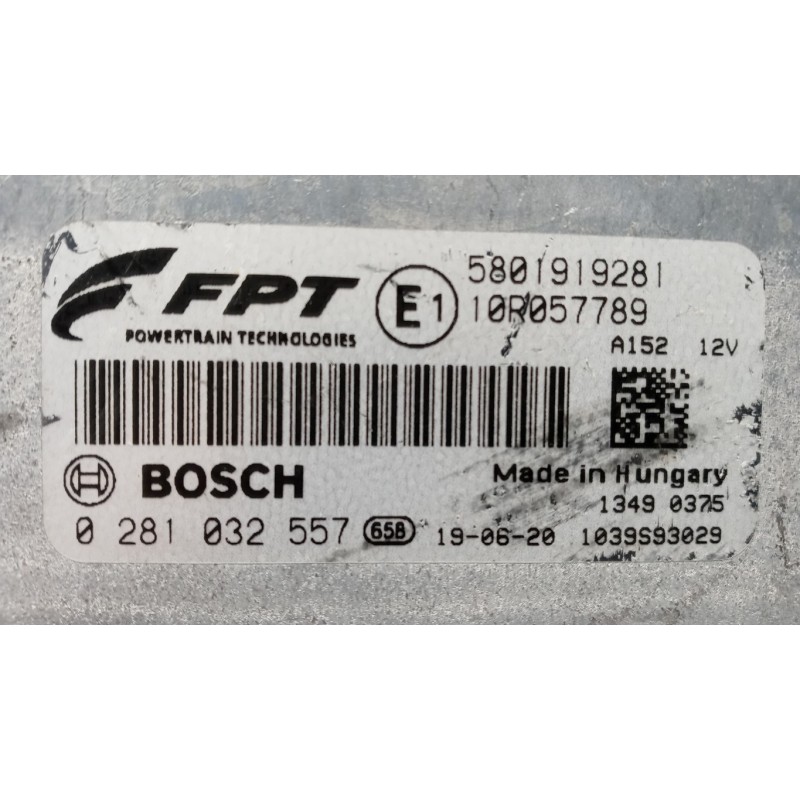 FPT
POWERTRAIN TECHNOLOGIES
E1
5801919281
10R057789
A152 12V
BOSCH
Made in Hungary
1349 0375
0 281 032 557 658 19-06-20 1039S93029